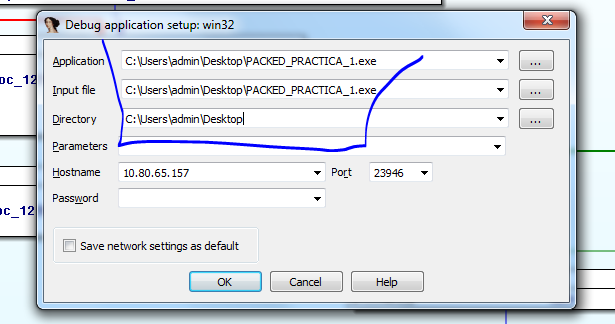 Debug application setup: win32
Application C:\Users\admin\Desktop\PACKED_PRACTICA_1.exe ...
Input file C:\Users\admin\Desktop\PACKED_PRACTICA_1.exe ...
Directory C:\Users\admin\Desktop ...
Parameters
Hostname 10.80.65.157 Port 23946
Password
Save network settings as default
OK Cancel Help
oc_12
oc_12